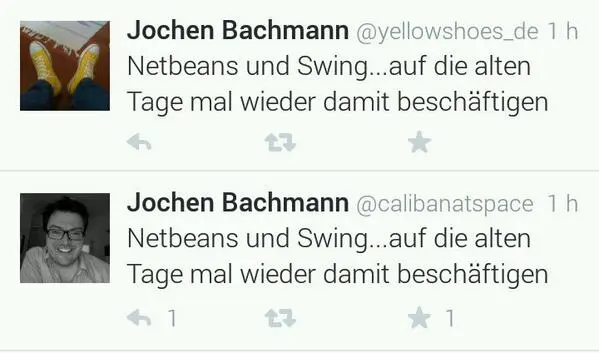 Jochen Bachmann @yellowshoes_de 1 h
Netbeans und Swing...auf die alten
Tage mal wieder damit beschäftigen
Jochen Bachmann @calibanatspace 1 h
Netbeans und Swing...auf die alten
Tage mal wieder damit beschäftigen
1 1